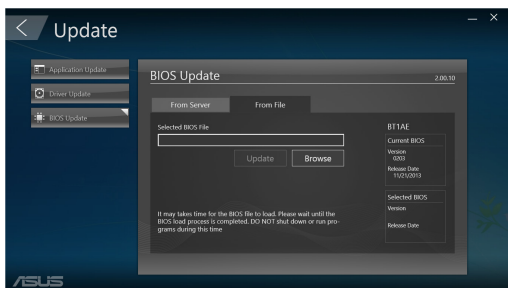 Update
Application Update
Driver Update
BIOS Update
BIOS Update
2.00.10
From Server
From File
Selected BIOS File
Update
Browse
It may takes time for the BIOS file to load. Please wait until the
BIOS load process is completed. DO NOT shut down or run pro-
grams during this time
BT1AE
Current BIOS
Version
0203
Release Date
11/21/2013
Selected BIOS
Version
Release Date
ASUS